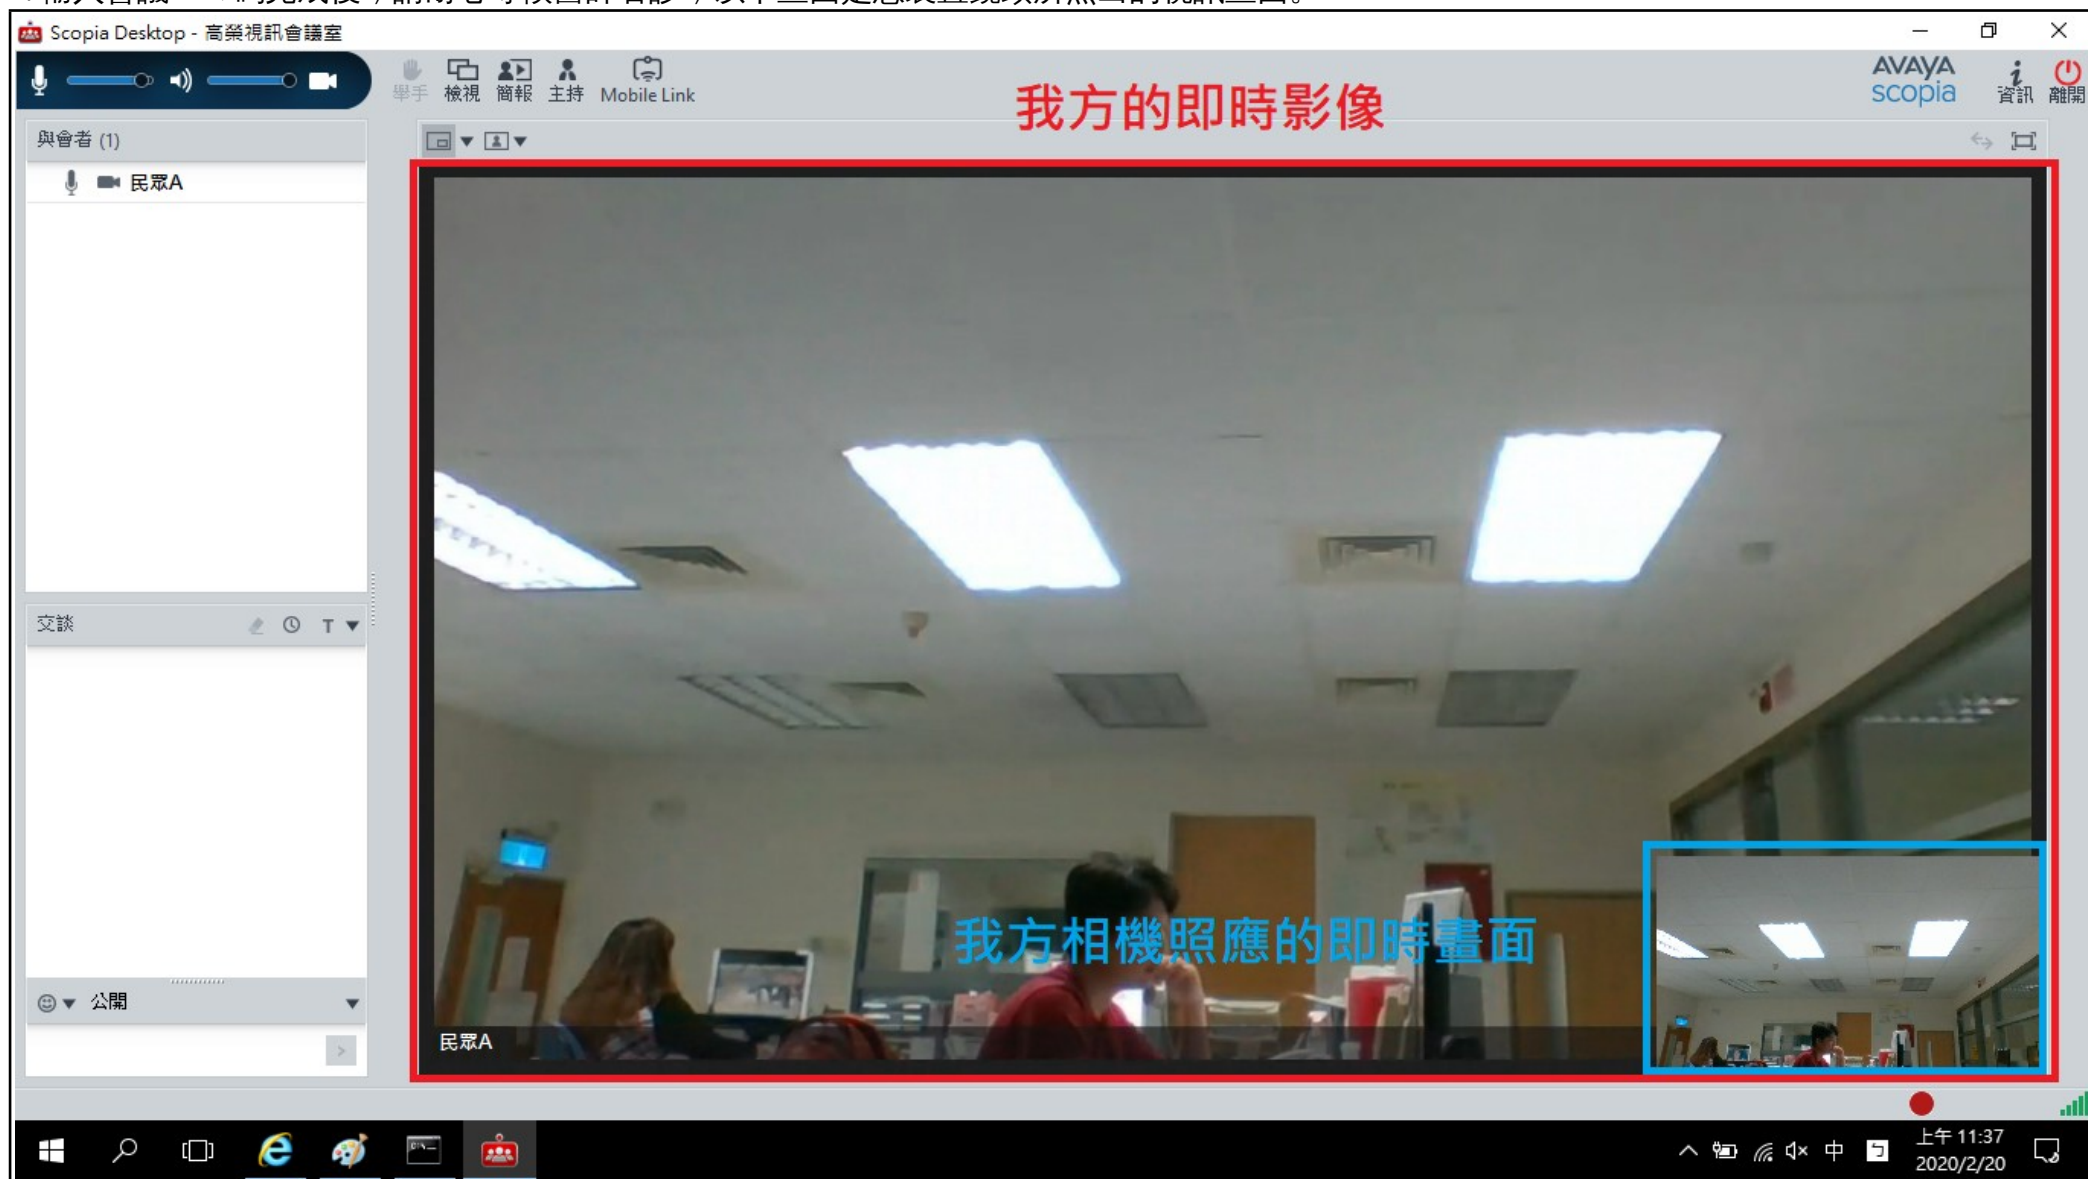 Scopia Desktop - 高榮視訊會議室
舉手 檢視 簡報 主持 Mobile Link
我方的即時影像
AVAYA
scopia
資訊 離開
與會者 (1)
民眾A
交談
T
公開
我方相機照應的即時畫面
民眾A
中
ㄅ
上午 11:37
2020/2/20